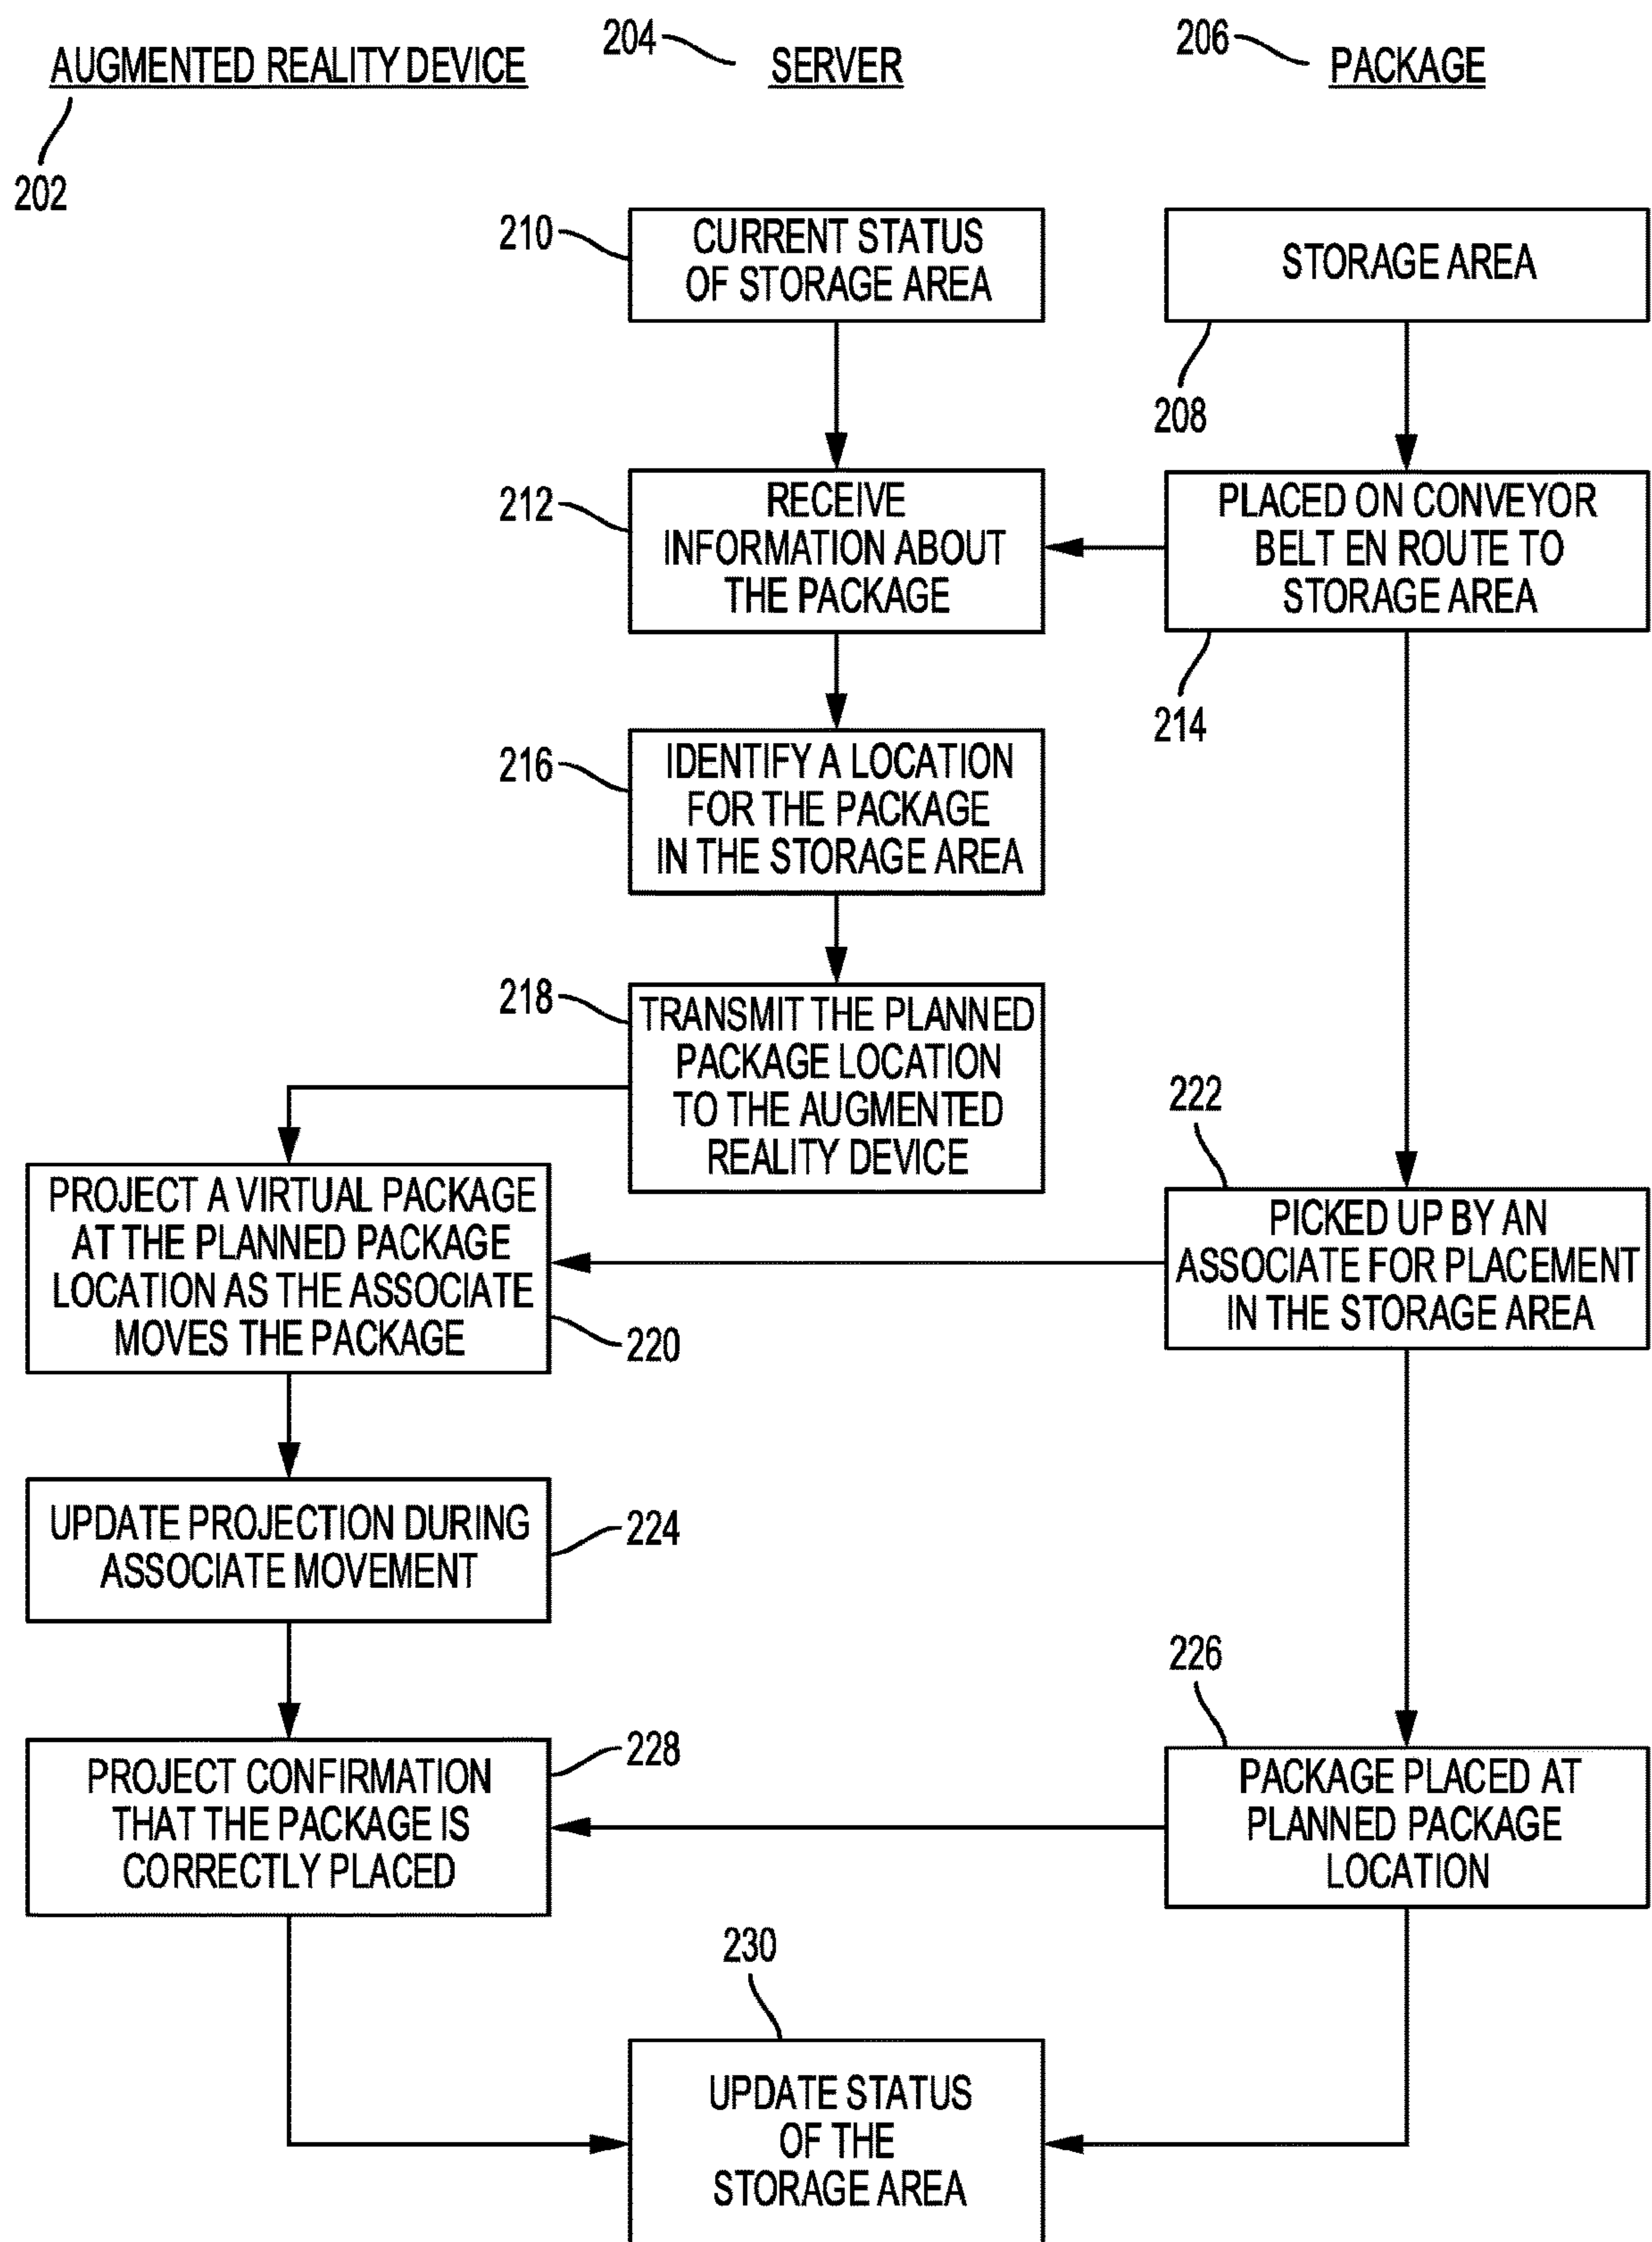 AUGMENTED REALITY DEVICE
202
204
SERVER
206
PACKAGE
210
CURRENT STATUS
OF STORAGE AREA
STORAGE AREA
208
212
RECEIVE
INFORMATION ABOUT
THE PACKAGE
PLACED ON CONVEYOR
BELT EN ROUTE TO
STORAGE AREA
214
216
IDENTIFY A LOCATION
FOR THE PACKAGE
IN THE STORAGE AREA
218
TRANSMIT THE PLANNED
PACKAGE LOCATION
TO THE AUGMENTED
REALITY DEVICE
PROJECT A VIRTUAL PACKAGE
AT THE PLANNED PACKAGE
LOCATION AS THE ASSOCIATE
MOVES THE PACKAGE
220
222
PICKED UP BY AN
ASSOCIATE FOR PLACEMENT
IN THE STORAGE AREA
UPDATE PROJECTION DURING
ASSOCIATE MOVEMENT
224
226
PACKAGE PLACED AT
PLANNED PACKAGE
LOCATION
228
PROJECT CONFIRMATION
THAT THE PACKAGE IS
CORRECTLY PLACED
230
UPDATE STATUS
OF THE
STORAGE AREA